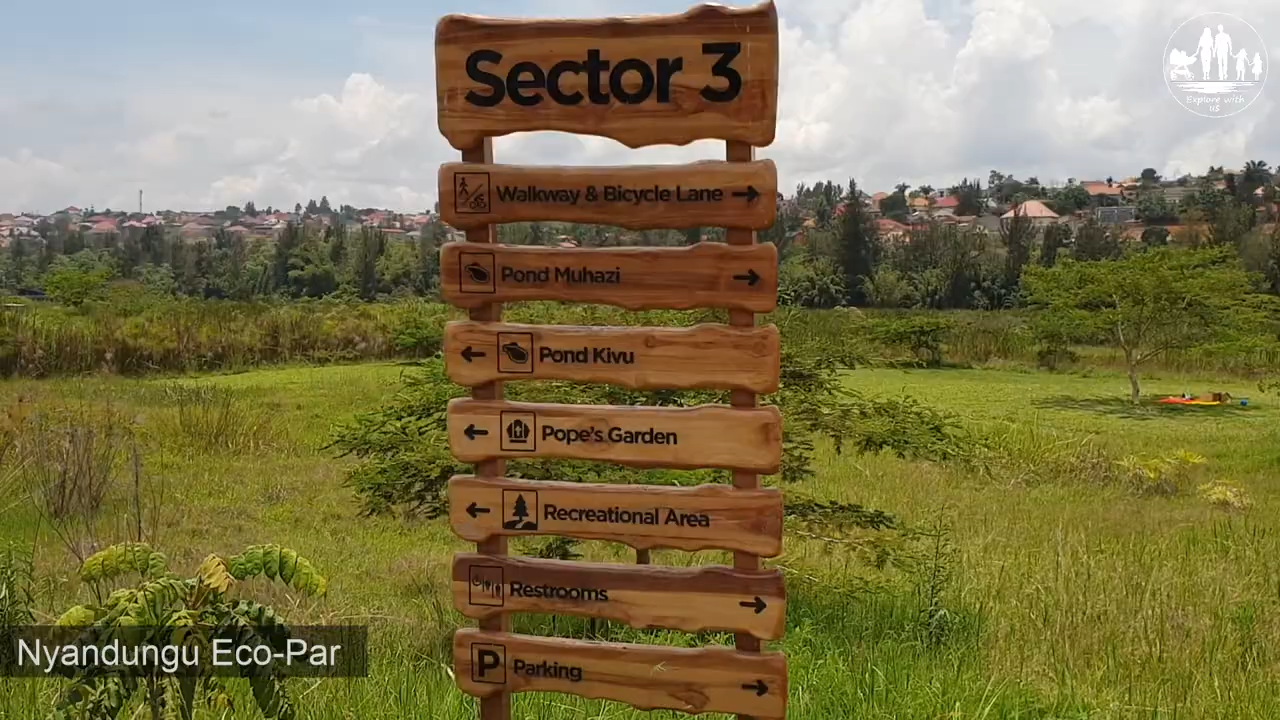 Explore with
us
Sector 3
Walkway & Bicycle Lane
Pond Muhazi
Pond Kivu
Pope's Garden
Recreational Area
Restrooms
P Parking
Nyandungu Eco-Par